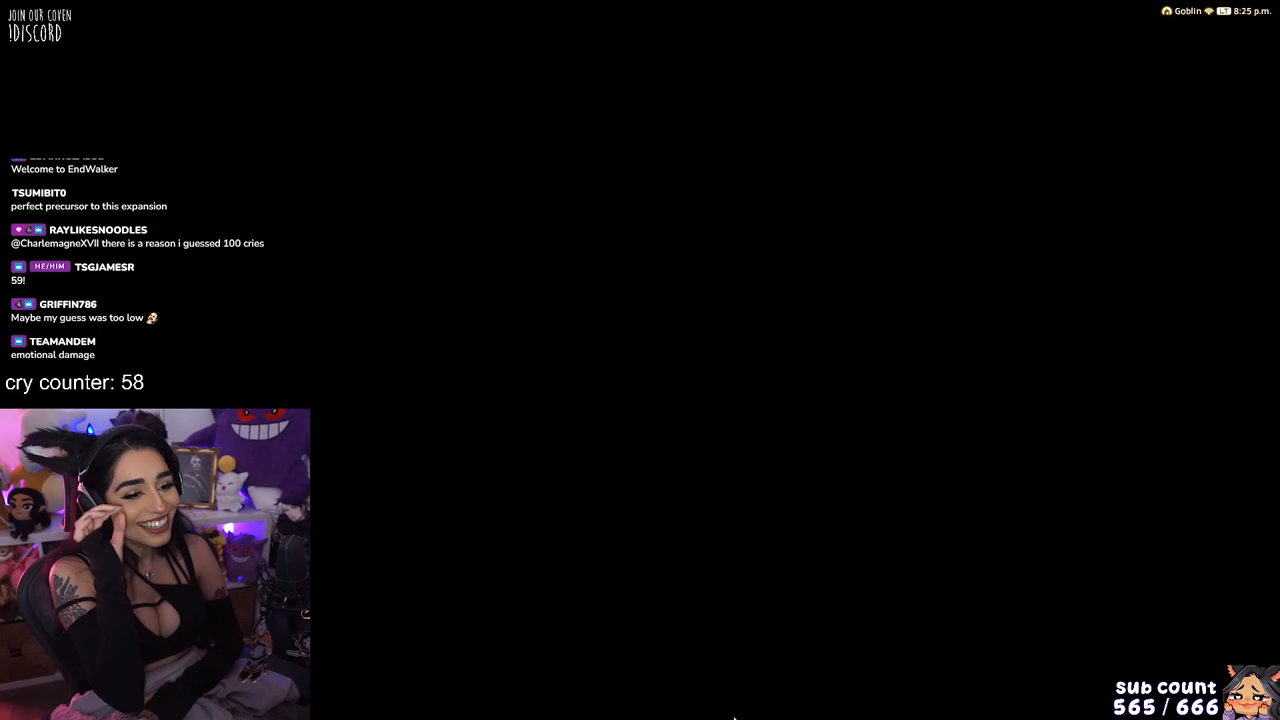 JOIN OUR COVEN
!DISCORD
Goblin LT 8:25 p.m.
Welcome to EndWalker
TSUMIBIT0
perfect precursor to this expansion
RAYLIKESNOODLES
@CharlemagneXVII there is a reason i guessed 100 cries
HE/HIM TSGJAMESR
59!
GRIFFIN786
Maybe my guess was too low
TEAMANDEM
emotional damage
cry counter: 58
sub count
565 / 666